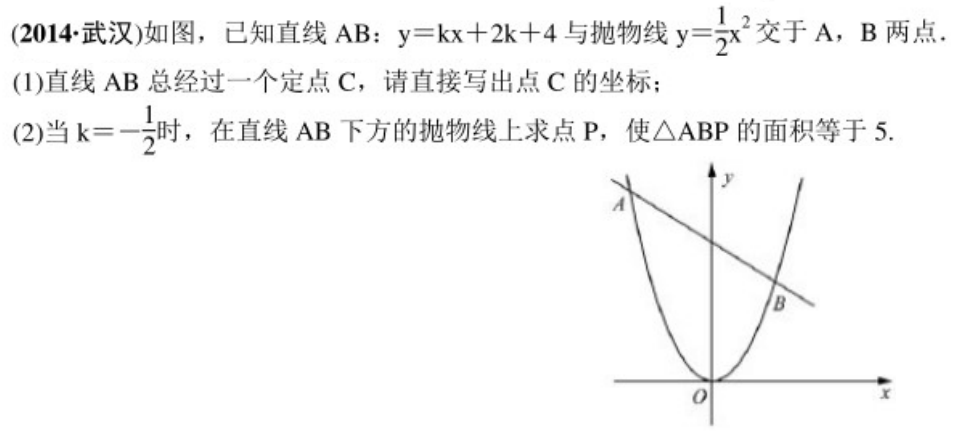 (2014·武汉)如图，已知直线 AB：y＝kx＋2k＋4 与抛物线 y＝1/2x²交于 A，B 两点．
(1)直线 AB 总经过一个定点 C，请直接写出点 C 的坐标；
(2)当 k＝－1/2时，在直线 AB 下方的抛物线上求点 P，使△ABP 的面积等于 5.
y
A
B
O
x